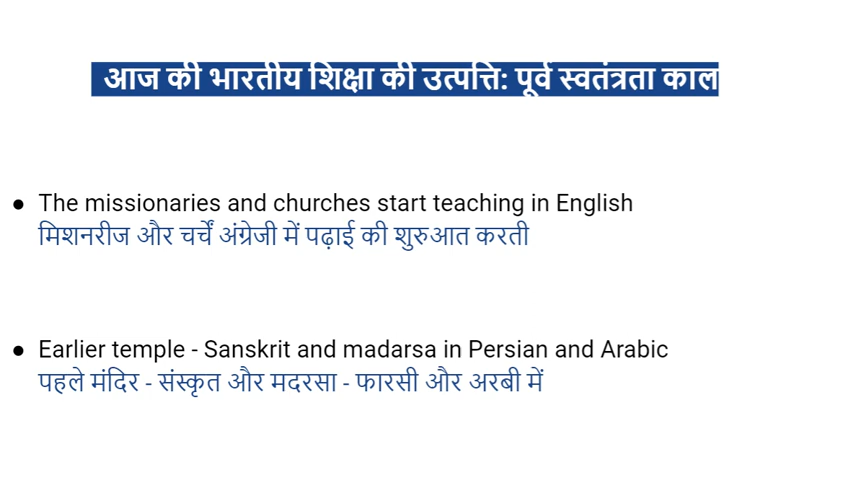 आज की भारतीय शिक्षा की उत्पत्ति: पूर्व स्वतंत्रता काल
● The missionaries and churches start teaching in English
मिशनरीज और चर्चें अंग्रेजी में पढ़ाई की शुरुआत करती
● Earlier temple - Sanskrit and madarsa in Persian and Arabic
पहले मंदिर - संस्कृत और मदरसा - फारसी और अरबी में